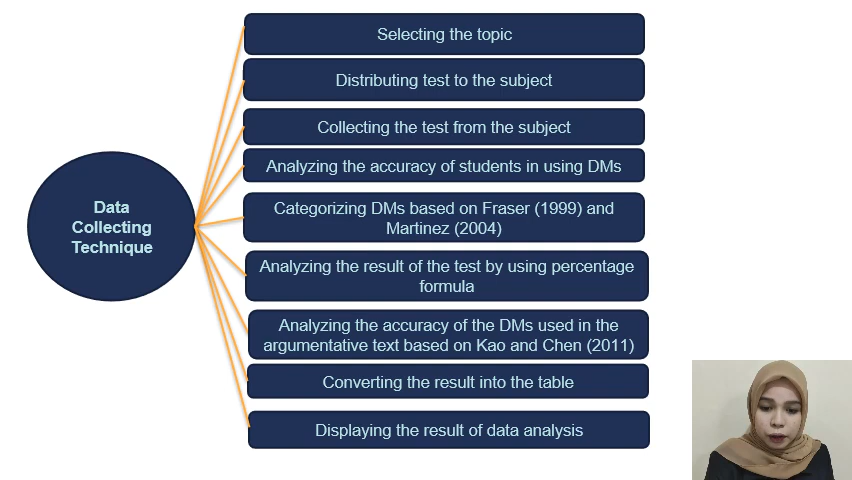 Selecting the topic
Distributing test to the subject
Collecting the test from the subject
Analyzing the accuracy of students in using DMs
Data
Collecting
Technique
Categorizing DMs based on Fraser (1999) and
Martinez (2004)
Analyzing the result of the test by using percentage
formula
Analyzing the accuracy of the DMs used in the
argumentative text based on Kao and Chen (2011)
Converting the result into the table
Displaying the result of data analysis